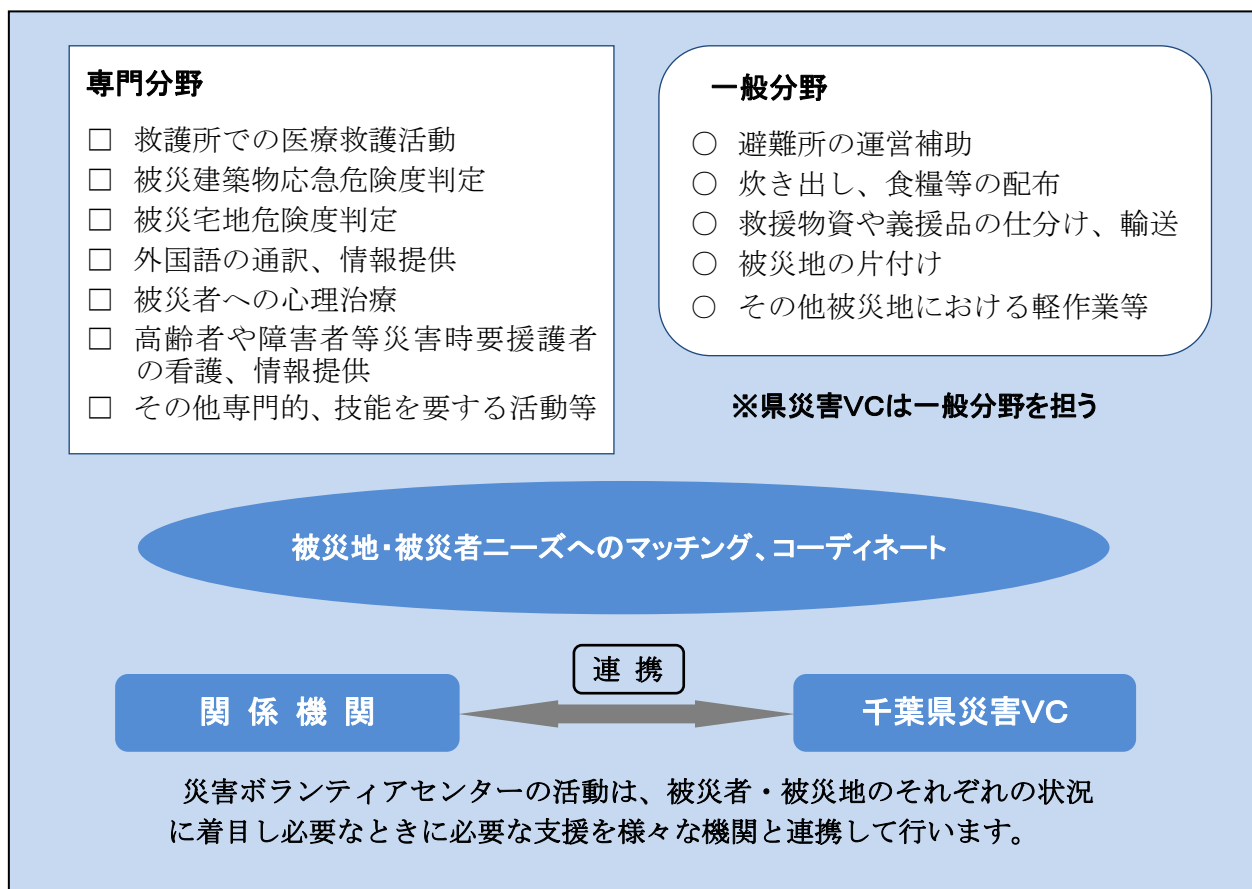 専門分野
□ 救護所での医療救護活動
□ 被災建築物応急危険度判定
□ 被災宅地危険度判定
□ 外国語の通訳、情報提供
□ 被災者への心理治療
□ 高齢者や障害者等災害時要援護者
の看護、情報提供
□ その他専門的、技能を要する活動等
一般分野
○ 避難所の運営補助
○ 炊き出し、食糧等の配布
○ 救援物資や義援品の仕分け、輸送
○ 被災地の片付け
○ その他被災地における軽作業等
※県災害VCは一般分野を担う
被災地・被災者ニーズへのマッチング、コーディネート
連 携
関 係 機 関
千葉県災害VC
災害ボランティアセンターの活動は、被災者・被災地のそれぞれの状況
に着目し必要なときに必要な支援を様々な機関と連携して行います。